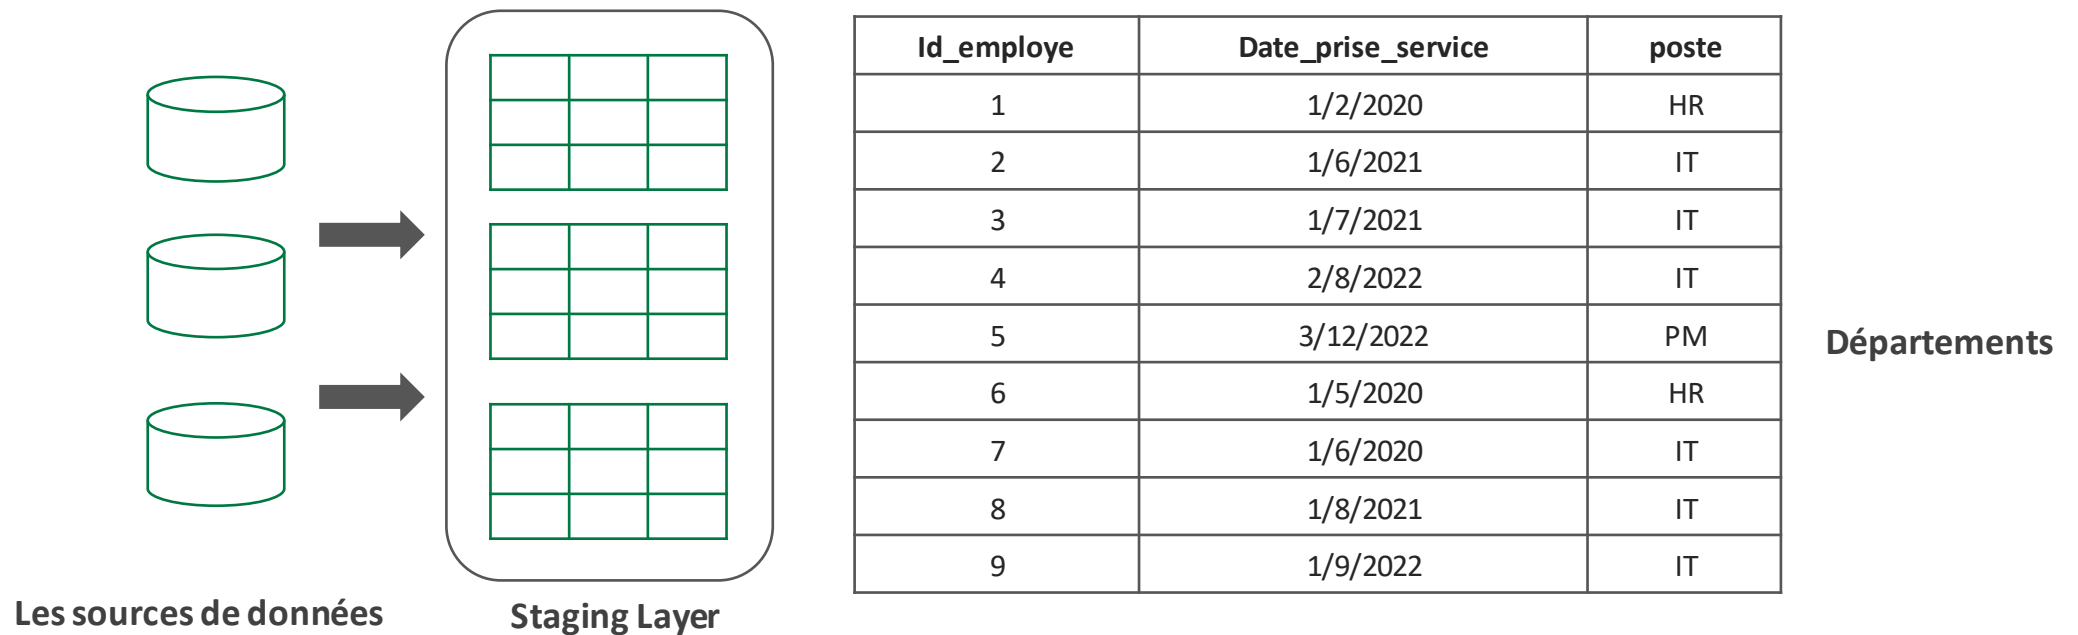 Id_employe Date_prise_service poste
1 1/2/2020 HR
2 1/6/2021 IT
3 1/7/2021 IT
4 2/8/2022 IT
5 3/12/2022 PM
6 1/5/2020 HR
7 1/6/2020 IT
8 1/8/2021 IT
9 1/9/2022 IT
Départements
Les sources de données
Staging Layer